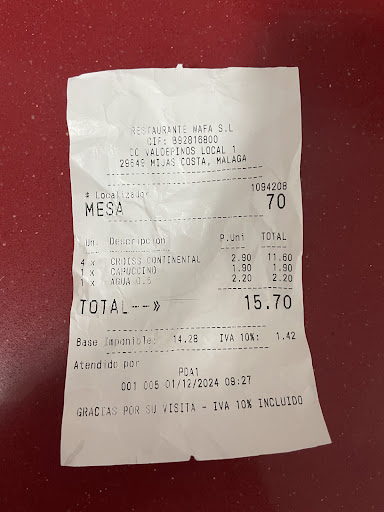 RESTAURANTE WAFA S.L
CIF: B92816800
CC VALDEPINOS LOCAL 1
29649 MIJAS COSTA, MALAGA
# Localizador 1094208
MESA 70
Un. Descripcion P.Uni TOTAL
4 x CROISS CONTINENTAL 2.90 11.60
1 x CAPUCCINO 1.90 1.90
1 x AGUA 0.5 2.20 2.20
TOTAL--» 15.70
Base Imponible: 14.28 IVA 10%: 1.42
Atendido por
PDA1
001 005 01/12/2024 09:27
GRACIAS POR SU VISITA - IVA 10% INCLUIDO